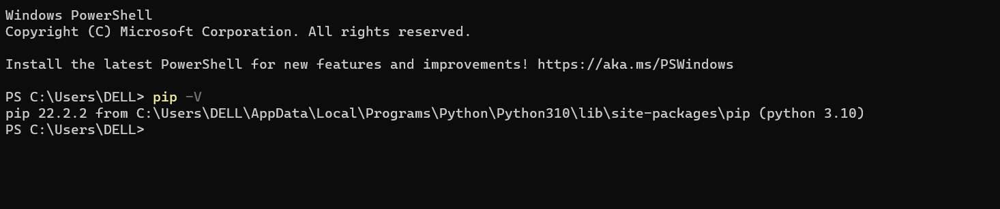 Windows PowerShell
Copyright (C) Microsoft Corporation. All rights reserved.
Install the latest PowerShell for new features and improvements! https://aka.ms/PSWindows
PS C:\Users\DELL> pip -V
pip 22.2.2 from C:\Users\DELL\AppData\Local\Programs\Python\Python310\lib\site-packages\pip (python 3.10)
PS C:\Users\DELL>